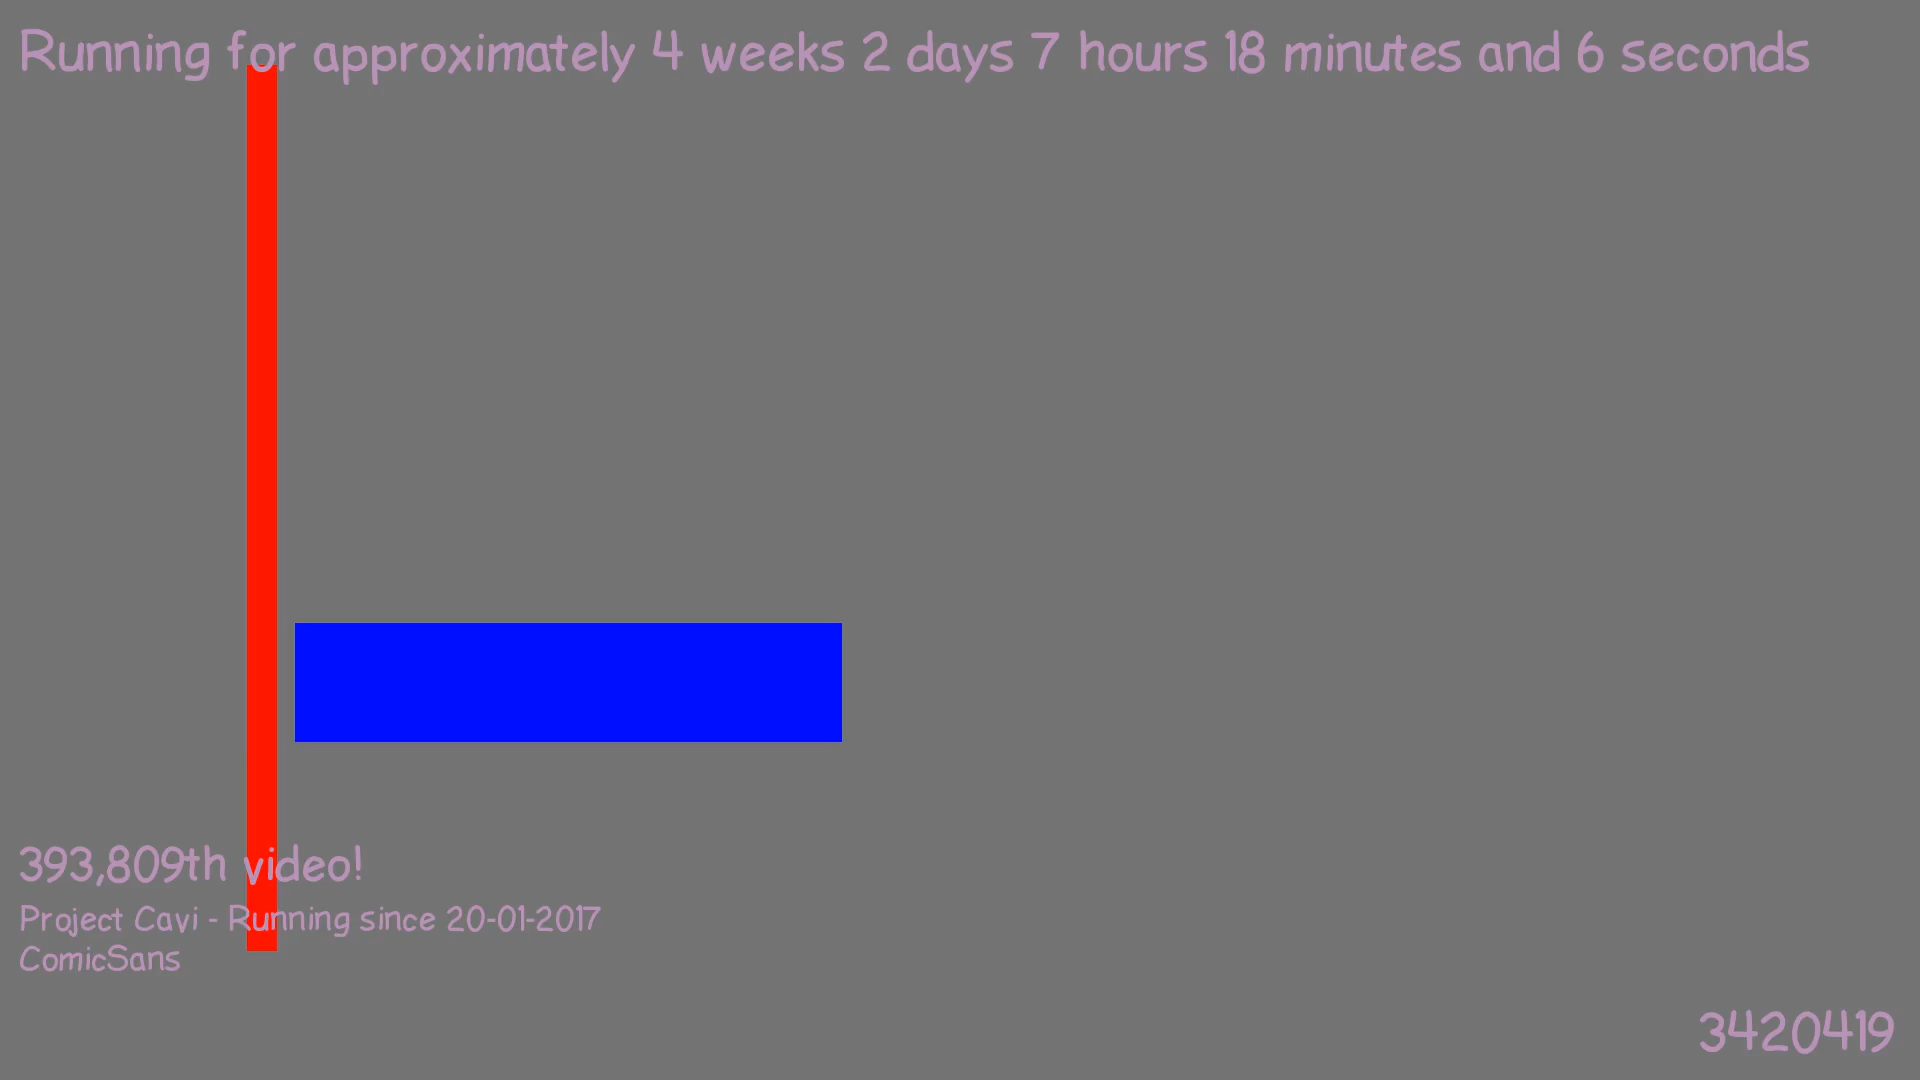 Running for approximately 4 weeks 2 days 7 hours 18 minutes and 6 seconds
393,809th video!
Project Cavi - Running since 20-01-2017
ComicSans
3420419